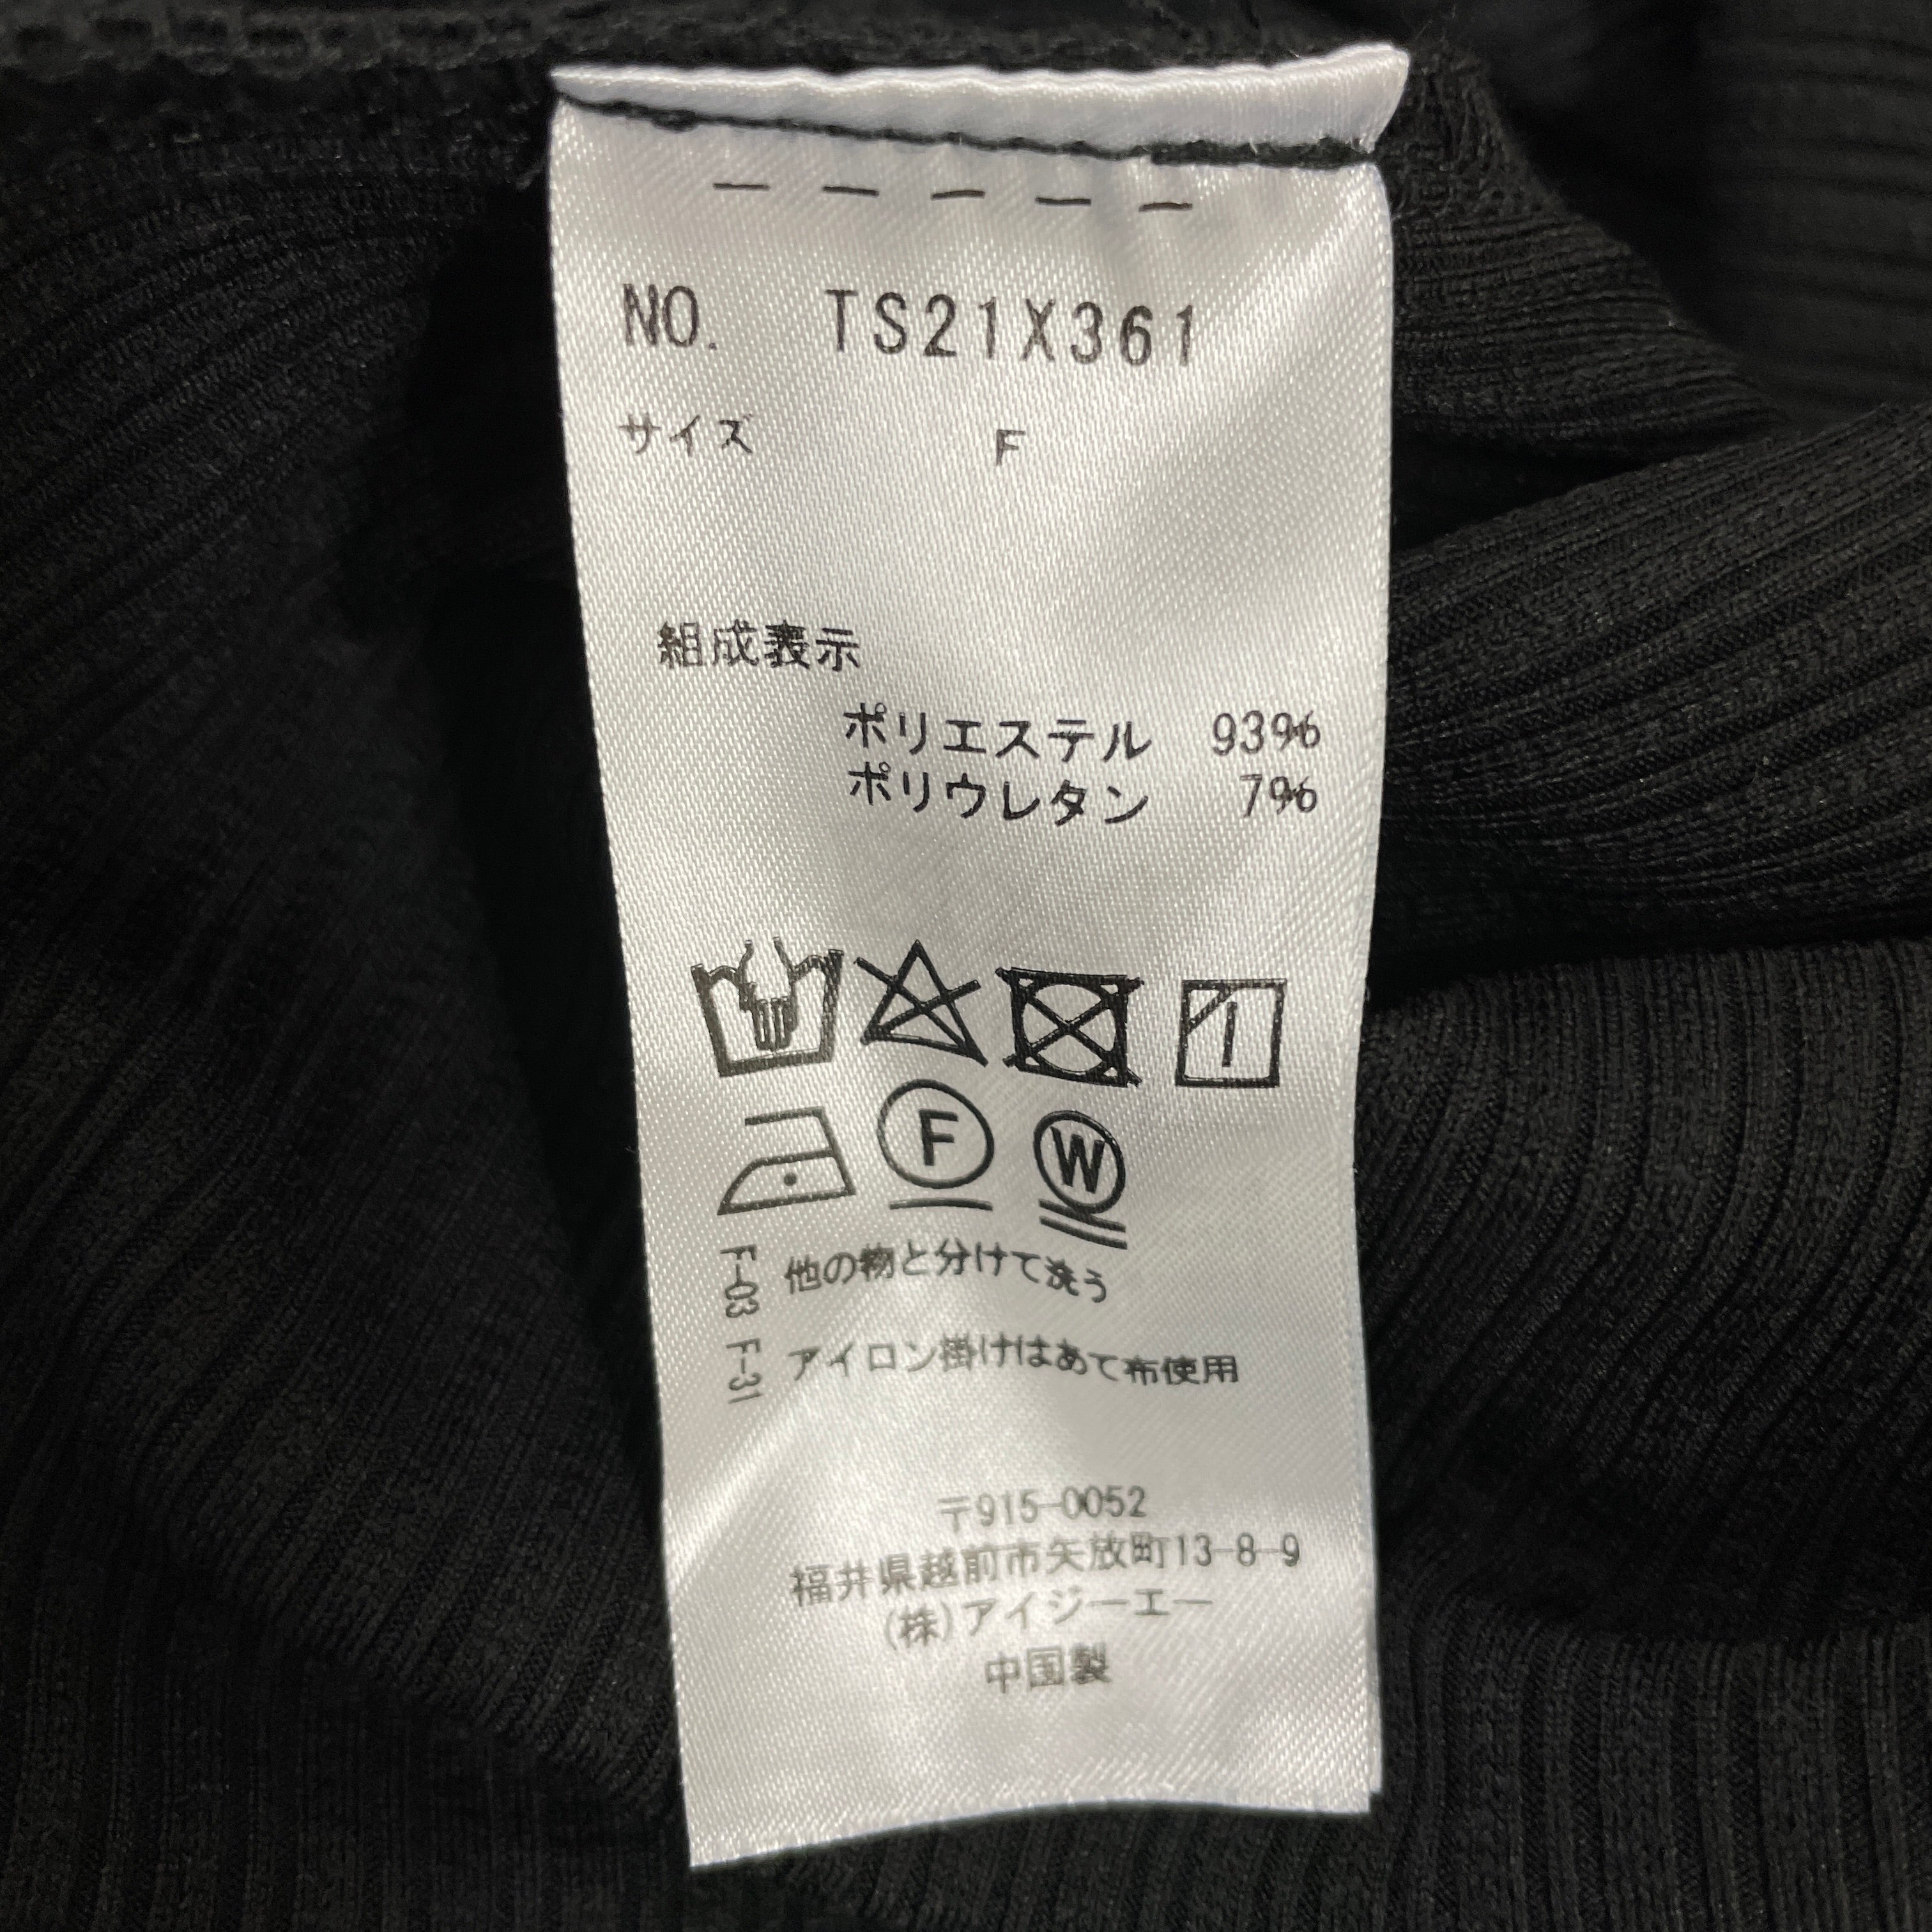 NO. TS21X361
サイズ F
組成表示
ポリエステル 93%
ポリウレタン 7%
F
W
F-03 他の物と分けて洗う
F-31 アイロン掛けはあて布使用
〒915-0052
福井県越前市矢放町13-8-9
(株)アイジーエー
中国製